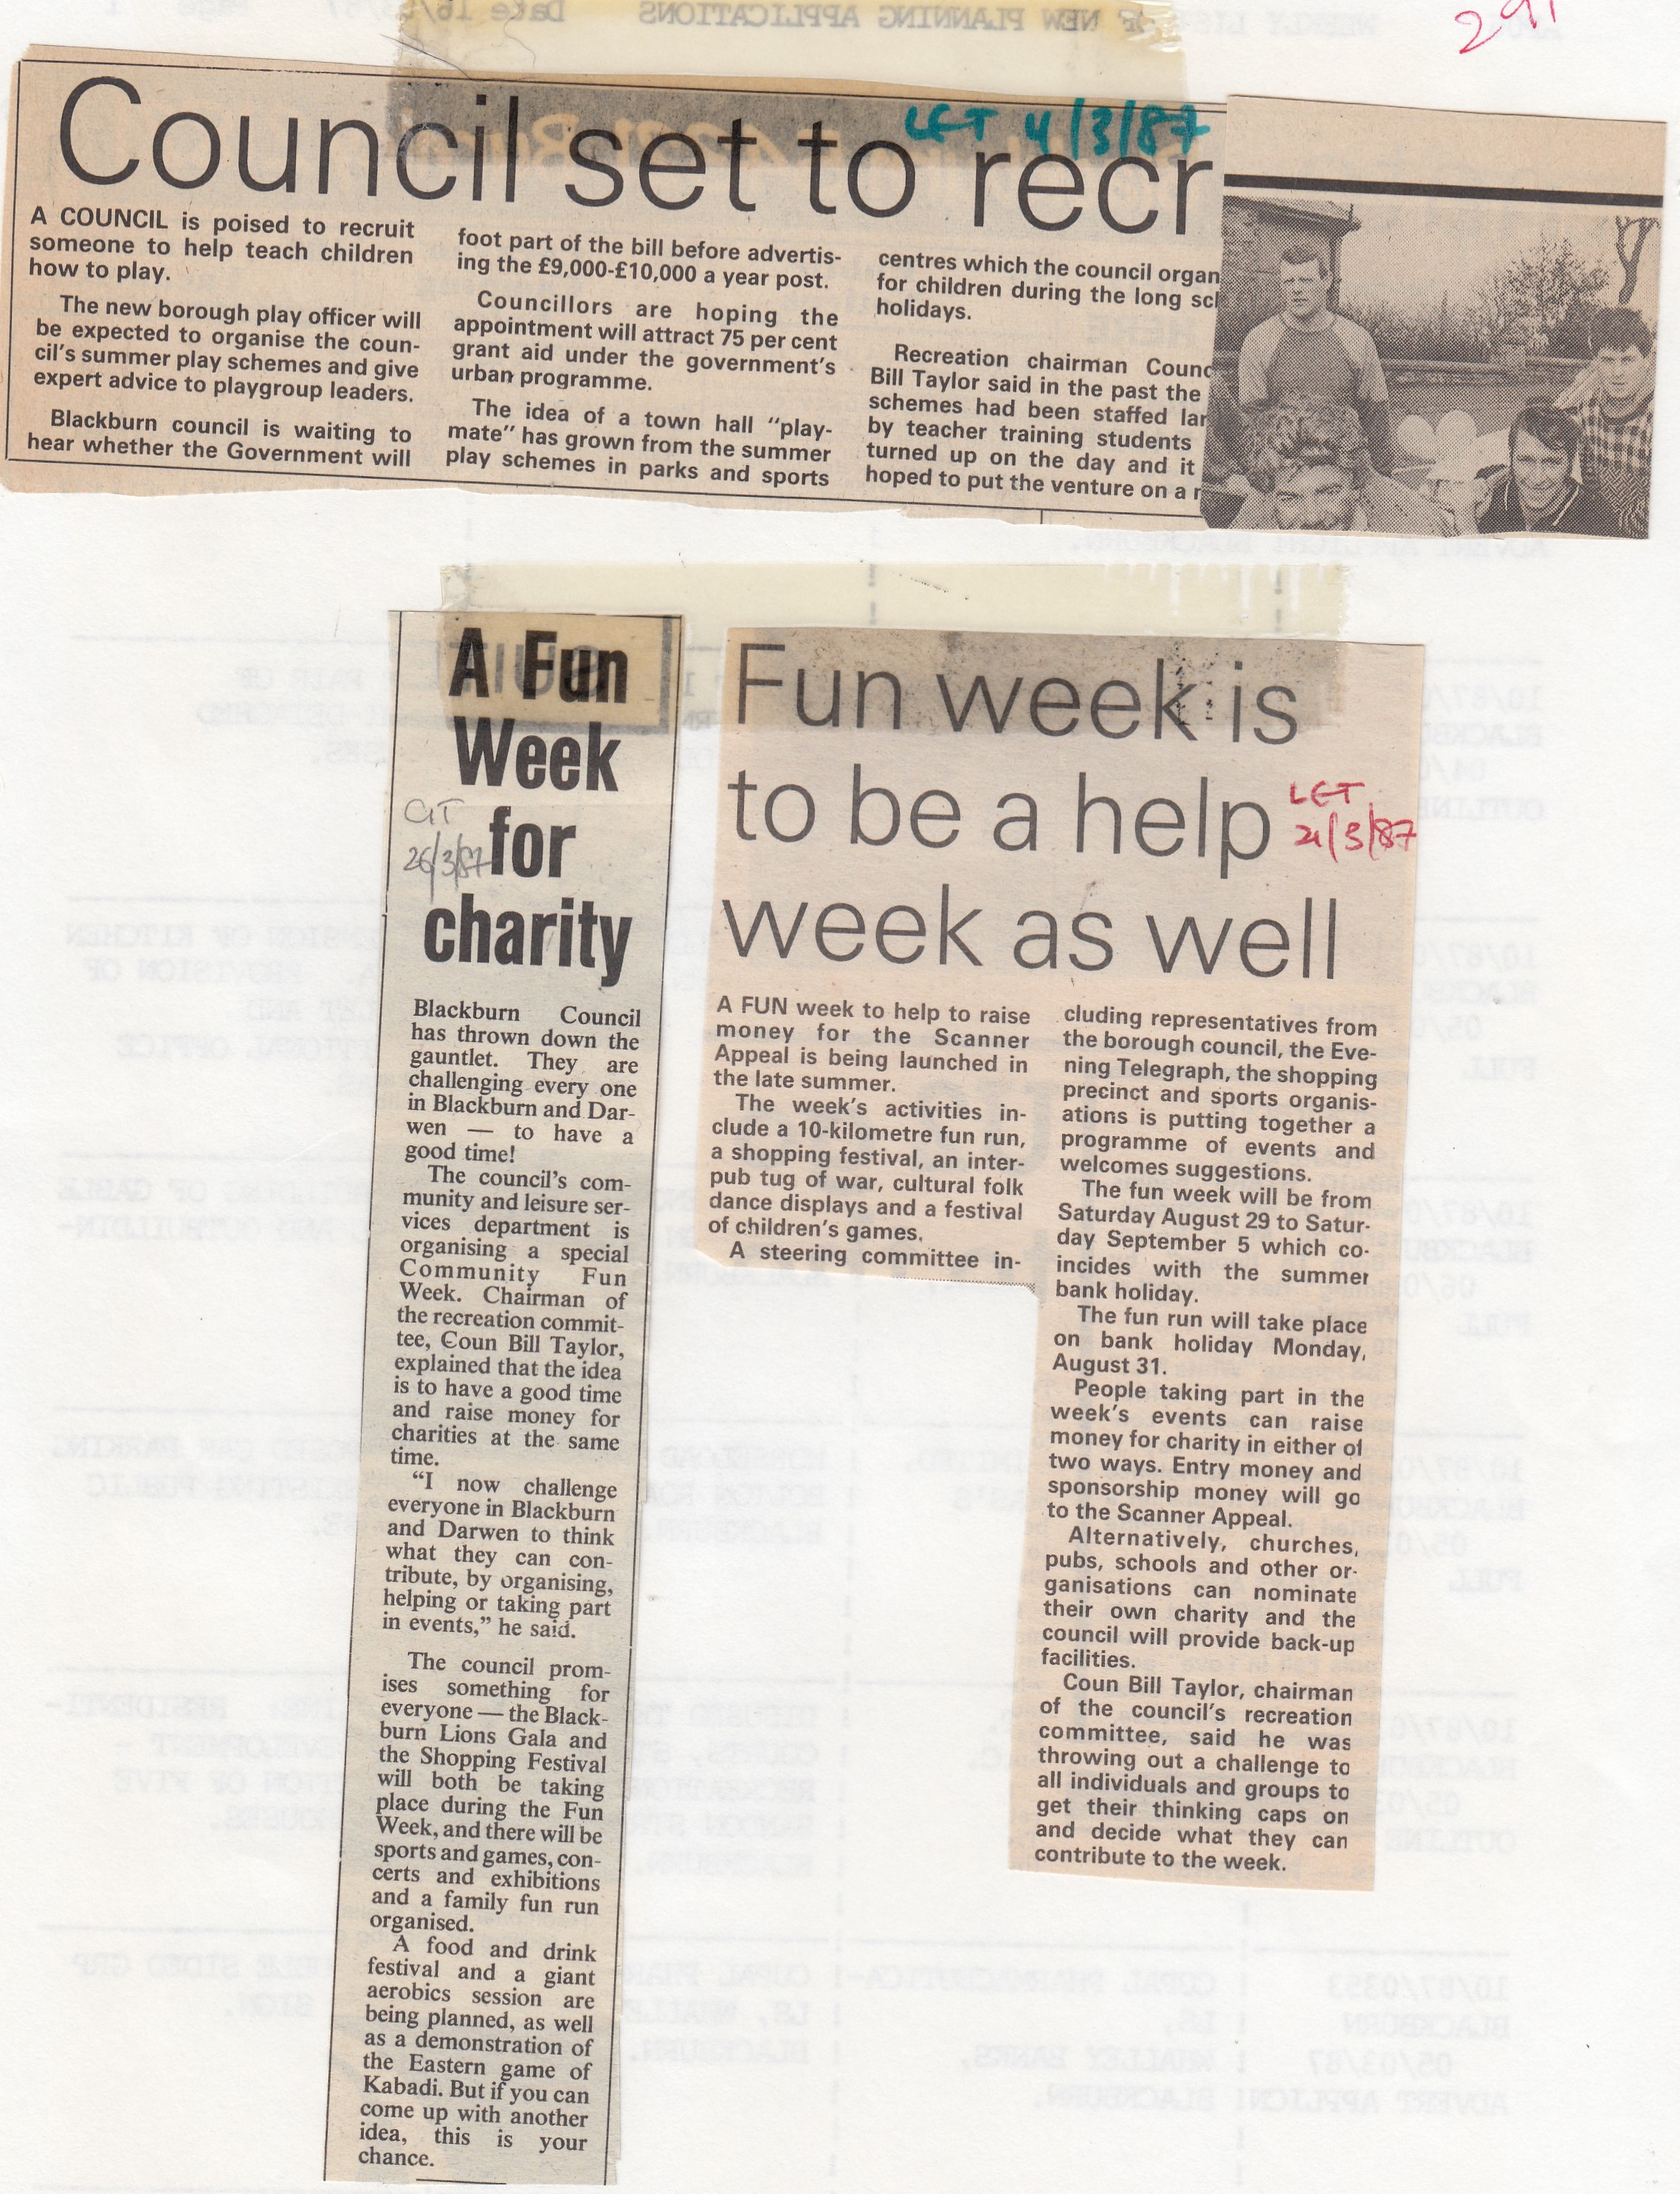 291
Council set to recr
LET 4/3/87
A COUNCIL is poised to recruit
someone to help teach children
how to play.
The new borough play officer will
be expected to organise the coun-
cil's summer play schemes and give
expert advice to playgroup leaders.
Blackburn council is waiting to
hear whether the Government will
foot part of the bill before advertis-
ing the £9,000-£10,000 a year post.
Councillors are hoping the
appointment will attract 75 per cent
grant aid under the government's
urban programme.
The idea of a town hall "play-
mate" has grown from the summer
play schemes in parks and sports
centres which the council organ
for children during the long scl
holidays.
Recreation chairman Counc
Bill Taylor said in the past the
schemes had been staffed lar
by teacher training students
turned up on the day and it
hoped to put the venture on a r
A Fun
Week
for
charity
CIT
26/3/87
Blackburn Council
has thrown down the
gauntlet. They are
challenging every one
in Blackburn and Dar-
wen — to have a
good time!
The council's com-
munity and leisure ser-
vices department is
organising a special
Community Fun
Week. Chairman of
the recreation commit-
tee, Coun Bill Taylor,
explained that the idea
is to have a good time
and raise money for
charities at the same
time.
"I now challenge
everyone in Blackburn
and Darwen to think
what they can con-
tribute, by organising,
helping or taking part
in events," he said.
The council prom-
ises something for
everyone — the Black-
burn Lions Gala and
the Shopping Festival
will both be taking
place during the Fun
Week, and there will be
sports and games, con-
certs and exhibitions
and a family fun run
organised.
A food and drink
festival and a giant
aerobics session are
being planned, as well
as a demonstration of
the Eastern game of
Kabadi. But if you can
come up with another
idea, this is your
chance.
Fun week is
to be a help
week as well
LET
21/3/87
A FUN week to help to raise
money for the Scanner
Appeal is being launched in
the late summer.
The week's activities in-
clude a 10-kilometre fun run,
a shopping festival, an inter-
pub tug of war, cultural folk
dance displays and a festival
of children's games.
A steering committee in-
cluding representatives from
the borough council, the Eve-
ning Telegraph, the shopping
precinct and sports organis-
ations is putting together a
programme of events and
welcomes suggestions.
The fun week will be from
Saturday August 29 to Satur-
day September 5 which co-
incides with the summer
bank holiday.
The fun run will take place
on bank holiday Monday,
August 31.
People taking part in the
week's events can raise
money for charity in either of
two ways. Entry money and
sponsorship money will go
to the Scanner Appeal.
Alternatively, churches,
pubs, schools and other or-
ganisations can nominate
their own charity and the
council will provide back-up
facilities.
Coun Bill Taylor, chairman
of the council's recreation
committee, said he was
throwing out a challenge to
all individuals and groups to
get their thinking caps on
and decide what they can
contribute to the week.